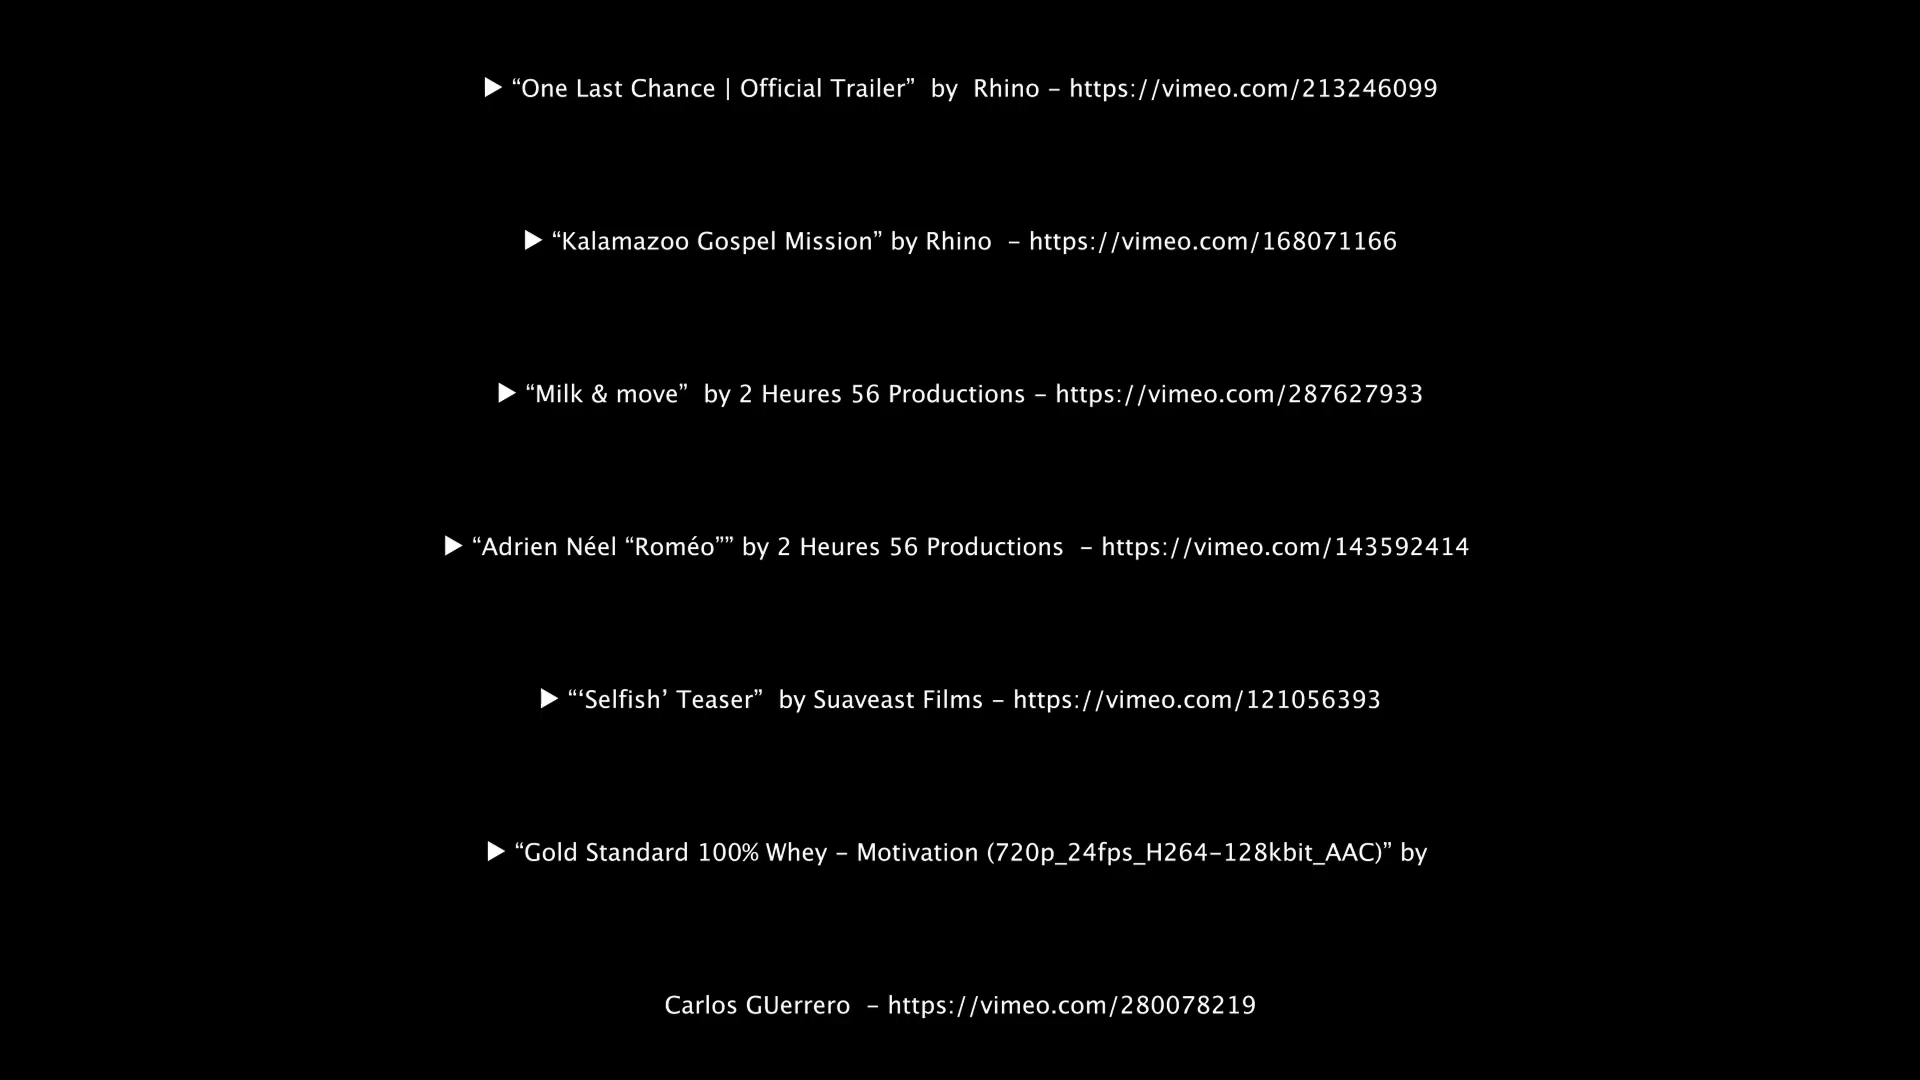 ▶ “One Last Chance | Official Trailer”  by  Rhino – https://vimeo.com/213246099
▶ “Kalamazoo Gospel Mission” by Rhino  – https://vimeo.com/168071166
▶ “Milk & move”  by 2 Heures 56 Productions – https://vimeo.com/287627933
▶ “Adrien Néel “Roméo”” by 2 Heures 56 Productions  – https://vimeo.com/143592414
▶ “‘Selfish’ Teaser”  by Suaveast Films – https://vimeo.com/121056393
▶ “Gold Standard 100% Whey – Motivation (720p_24fps_H264-128kbit_AAC)” by
Carlos GUerrero  – https://vimeo.com/280078219